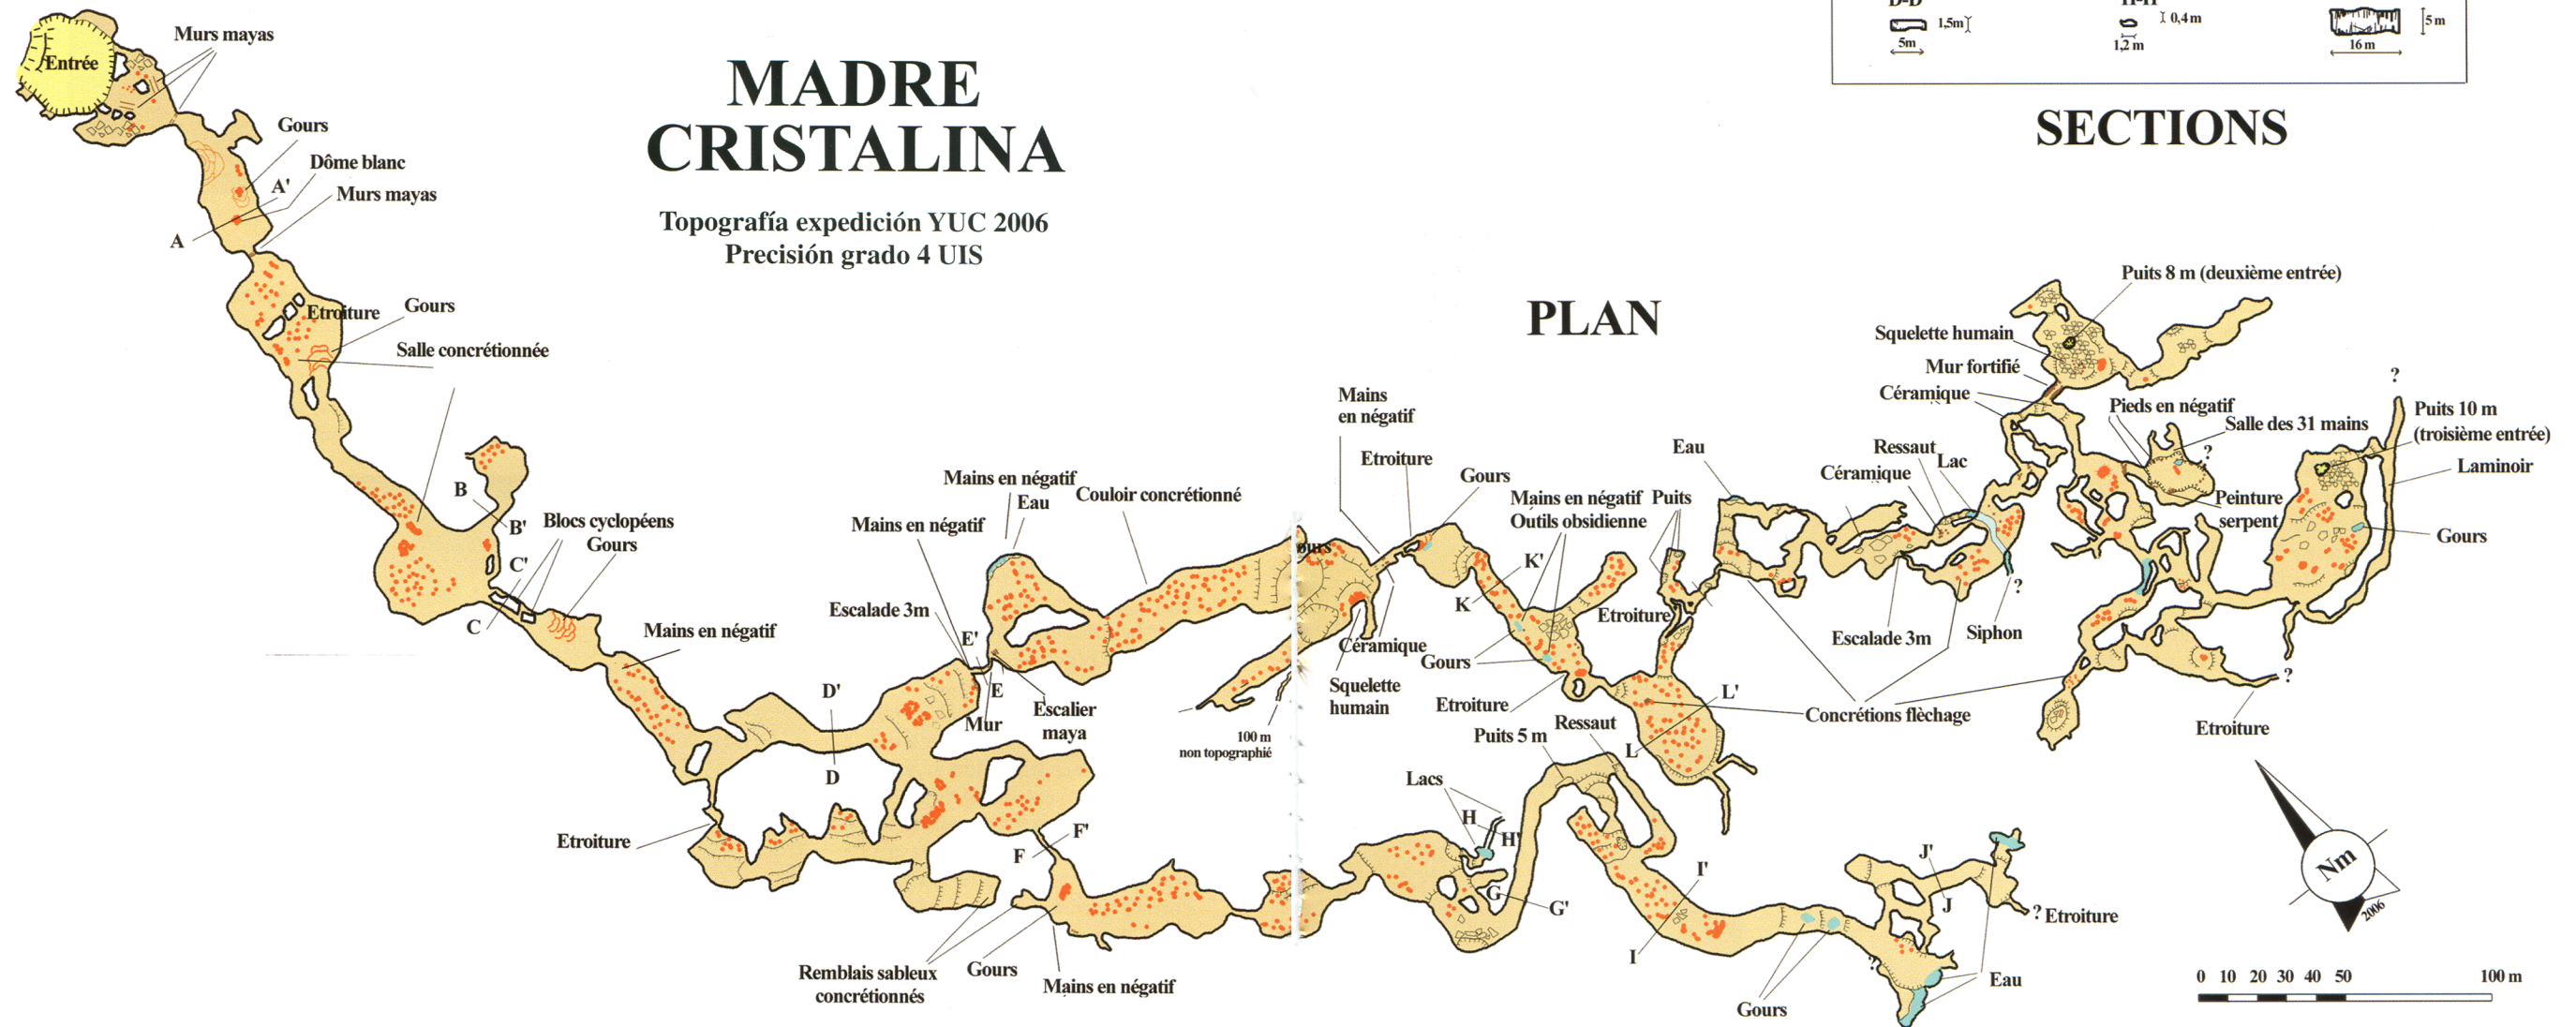 D-D
H-H
1,5m
0,4 m
5 m
5m
1,2 m
16 m
SECTIONS
MADRE
CRISTALINA
Topografía expedición YUC 2006
Precisión grado 4 UIS
PLAN
Entrée
Murs mayas
Gours
Dôme blanc
A'
Murs mayas
A
Etroiture
Gours
Salle concrétionnée
B
B'
Blocs cyclopéens
Gours
C'
C
Mains en négatif
Mains en négatif
Eau
Couloir concrétionné
Mains en négatif
Escalade 3m
E'
E
Mur
Escalier
maya
D'
D
Etroiture
F'
F
Remblais sableux
concrétionnés
Gours
Mains en négatif
100 m
non topographié
Mains
en négatif
Etroiture
Gours
Mains en négatif
Outils obsidienne
Puits
K'
K
Céramique
Gours
Squelette
humain
Etroiture
Etroiture
L'
L
Ressaut
Puits 5 m
Lacs
H
H'
G
G'
I'
I
Gours
Eau
Céramique
Ressaut
Lac
Escalade 3m
Siphon
?
Concrétions flèchage
Puits 8 m (deuxième entrée)
Squelette humain
Mur fortifié
Céramique
Pieds en négatif
Salle des 31 mains
?
Peinture
serpent
?
Puits 10 m
(troisième entrée)
Laminoir
Gours
?
Etroiture
J'
J
? Etroiture
?
Eau
Nm
2006
0 10 20 30 40 50 100 m